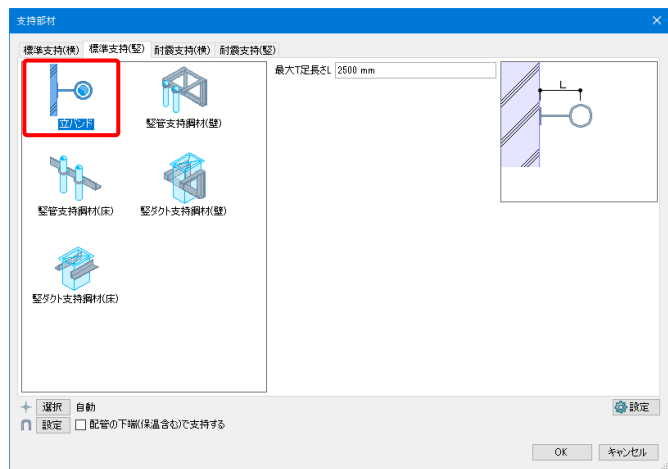 支持部材
標準支持(横) 標準支持(竪) 耐震支持(横) 耐震支持(竪)
最大T足長さL 2500 mm
L
立バンド 竪管支持鋼材(壁)
竪管支持鋼材(床) 竪ダクト支持鋼材(壁)
竪ダクト支持鋼材(床)
選択 自動 設定
設定 配管の下端(保温含む)で支持する
OK キャンセル